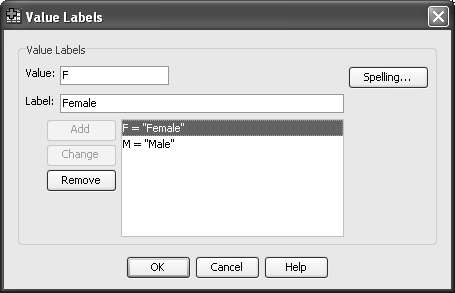 Value Labels
Value Labels
Value: F
Spelling...
Label: Female
Add
F = "Female"
Change
M = "Male"
Remove
OK Cancel Help